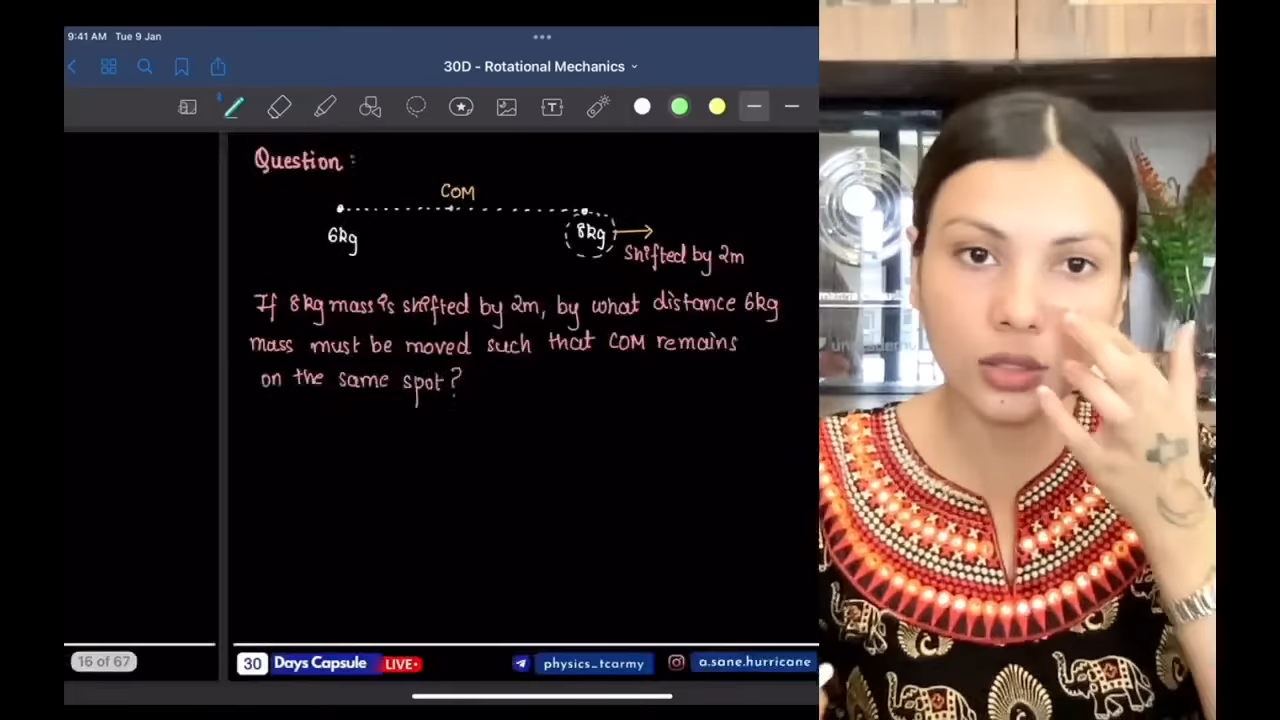 9:41 AM Tue 9 Jan
30D - Rotational Mechanics
Question :
COM
6kg
8kg
shifted by 2m
If 8kg mass is shifted by 2m, by what distance 6kg
mass must be moved such that COM remains
on the same spot?
16 of 67
30 Days Capsule LIVE
physics_tcarmy
a.sane.hurricane